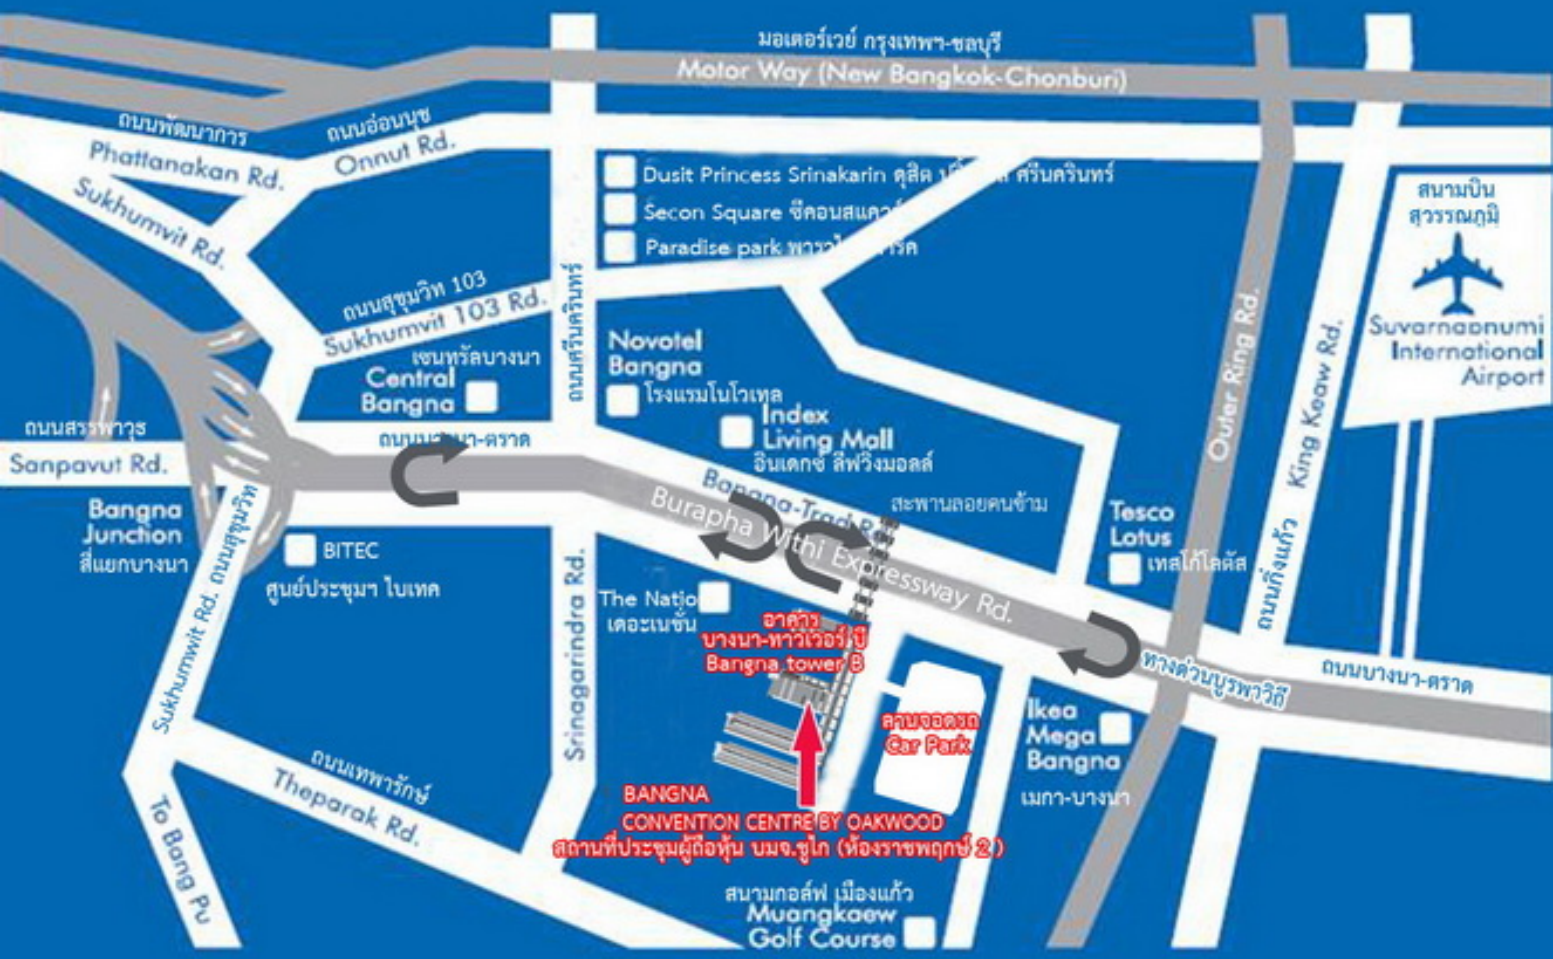 มอเตอร์เวย์ กรุงเทพฯ-ชลบุรี
Motor Way (New Bangkok-Chonburi)
ถนนพัฒนาการ
Phattanakan Rd.
ถนนอ่อนนุช
Onnut Rd.
Sukhumvit Rd.
Dusit Princess Srinakarin ดุสิต ศรีนครินทร์
Secon Square ซีคอนสแควร์
Paradise park
สนามบิน
สุวรรณภูมิ
Suvarnabnumi
International
Airport
ถนนสุขุมวิท 103
Sukhumvit 103 Rd.
ถนนศรีนครินทร์
Novotel
Bangna
โรงแรมโนโวเทล
เซนทรัลบางนา
Central
Bangna
Index
Living Mall
อินเดกซ์ ลีฟวิ่งมอลล์
Outer Ring Rd.
King Keaw Rd.
ถนนกิ่งแก้ว
ถนนสรรพาวุธ
Sanpavut Rd.
ถนนบางนา-ตราด
Bangna-Trad
Burapha Withi Expressway Rd.
สะพานลอยคนข้าม
Tesco
Lotus
เทสโก้โลตัส
Bangna
Junction
สี่แยกบางนา
BITEC
ศูนย์ประชุมฯ ไบเทค
Sukhumwit Rd. ถนนสุขุมวิท
Srinagarindra Rd.
The Natio
เดอะเนชั่น
อาคาร
บางนา-ทาวเวอร์ บี
Bangna tower B
ลานจอดรถ
Car Park
Ikea
Mega
Bangna
เมกา-บางนา
ทางด่วนบูรพาวิถี
ถนนบางนา-ตราด
ถนนเทพารักษ์
Theparak Rd.
To Bang Pu
BANGNA
CONVENTION CENTRE BY OAKWOOD
สถานที่ประชุมผู้ถือหุ้น บมจ.ชูไก (ห้องราชพฤกษ์ 2 )
สนามกอล์ฟ เมืองแก้ว
Muangkaew
Golf Course